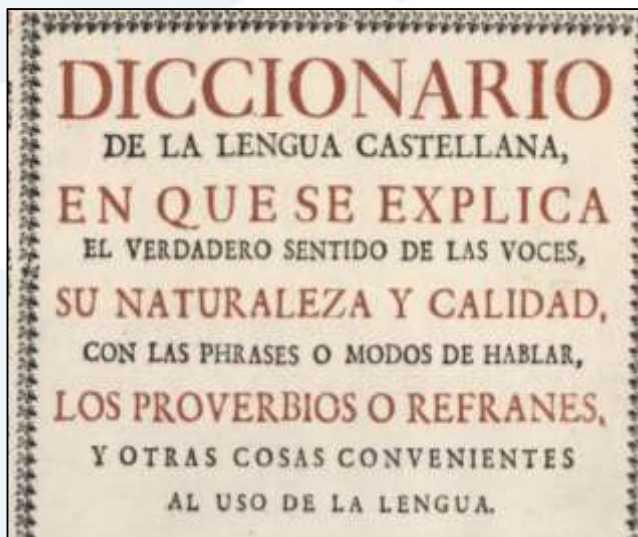 DICCIONARIO
DE LA LENGUA CASTELLANA,
EN QUE SE EXPLICA
EL VERDADERO SENTIDO DE LAS VOCES,
SU NATURALEZA Y CALIDAD,
CON LAS PHRASES O MODOS DE HABLAR,
LOS PROVERBIOS O REFRANES,
Y OTRAS COSAS CONVENIENTES
AL USO DE LA LENGUA.